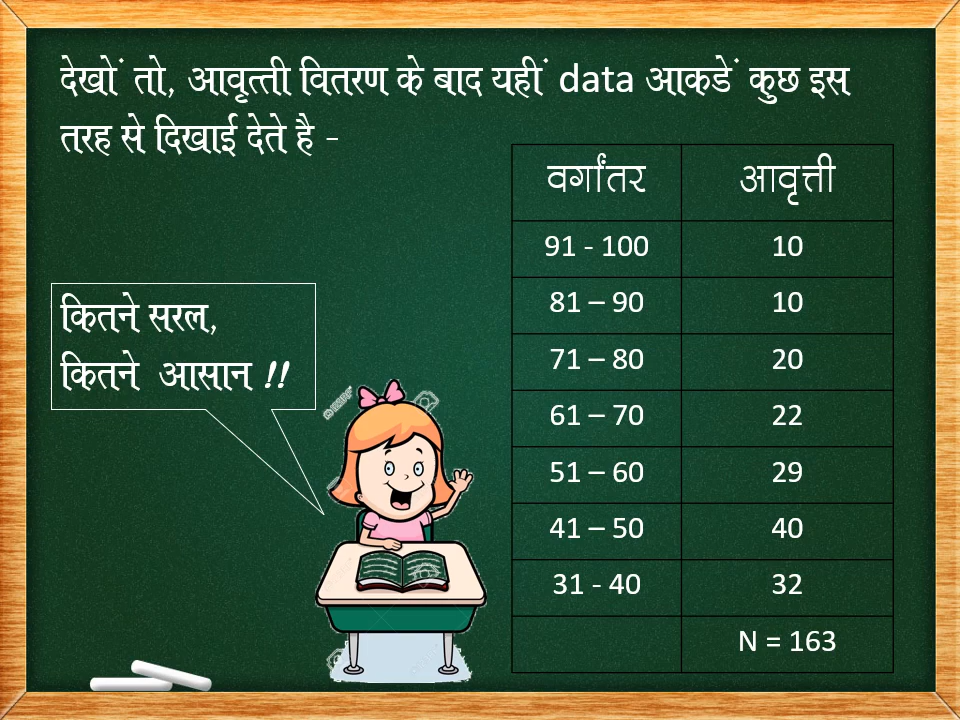 देखों तो, आवृत्ती वितरण के बाद यहीं data आकडें कुछ इस
तरह से दिखाई देते है -
कितने सरल,
कितने आसान !!
वर्गांतर आवृत्ती
91 - 100 10
81 – 90 10
71 – 80 20
61 – 70 22
51 – 60 29
41 – 50 40
31 - 40 32
N = 163